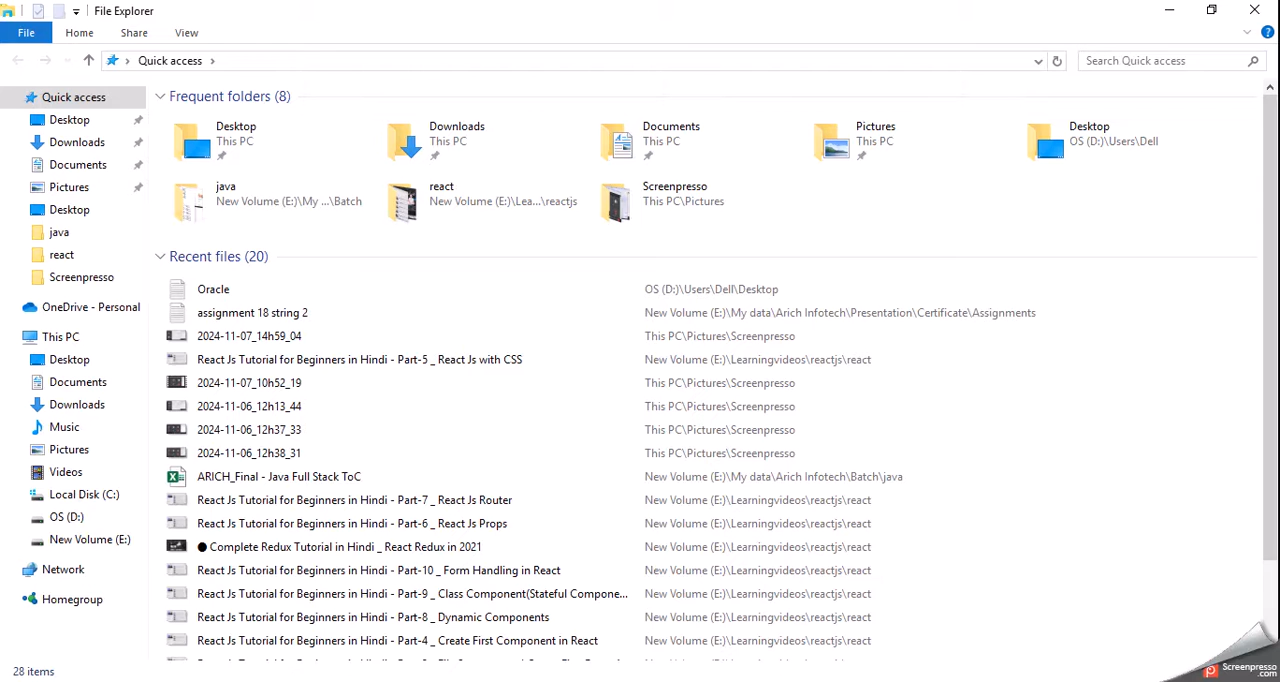 File Explorer
File Home Share View
Quick access
Search Quick access
Quick access
Desktop
Downloads
Documents
Pictures
Desktop
java
react
Screenpresso
OneDrive - Personal
This PC
Desktop
Documents
Downloads
Music
Pictures
Videos
Local Disk (C:)
OS (D:)
New Volume (E:)
Network
Homegroup
Frequent folders (8)
Desktop
This PC
Downloads
This PC
Documents
This PC
Pictures
This PC
Desktop
OS (D:)\Users\Dell
java
New Volume (E:)\My ...\Batch
react
New Volume (E:)\Lea...\reactjs
Screenpresso
This PC\Pictures
Recent files (20)
Oracle OS (D:)\Users\Dell\Desktop
assignment 18 string 2 New Volume (E:)\My data\Arich Infotech\Presentation\Certificate\Assignments
2024-11-07_14h59_04 This PC\Pictures\Screenpresso
React Js Tutorial for Beginners in Hindi - Part-5 _ React Js with CSS New Volume (E:)\Learningvideos\reactjs\react
2024-11-07_10h52_19 This PC\Pictures\Screenpresso
2024-11-06_12h13_44 This PC\Pictures\Screenpresso
2024-11-06_12h37_33 This PC\Pictures\Screenpresso
2024-11-06_12h38_31 This PC\Pictures\Screenpresso
ARICH_Final - Java Full Stack ToC New Volume (E:)\My data\Arich Infotech\Batch\java
React Js Tutorial for Beginners in Hindi - Part-7 _ React Js Router New Volume (E:)\Learningvideos\reactjs\react
React Js Tutorial for Beginners in Hindi - Part-6 _ React Js Props New Volume (E:)\Learningvideos\reactjs\react
⚫ Complete Redux Tutorial in Hindi _ React Redux in 2021 New Volume (E:)\Learningvideos\reactjs\react
React Js Tutorial for Beginners in Hindi - Part-10 _ Form Handling in React New Volume (E:)\Learningvideos\reactjs\react
React Js Tutorial for Beginners in Hindi - Part-9 _ Class Component(Stateful Compone... New Volume (E:)\Learningvideos\reactjs\react
React Js Tutorial for Beginners in Hindi - Part-8 _ Dynamic Components New Volume (E:)\Learningvideos\reactjs\react
React Js Tutorial for Beginners in Hindi - Part-4 _ Create First Component in React New Volume (E:)\Learningvideos\reactjs\react
28 items
Screenpresso
.com